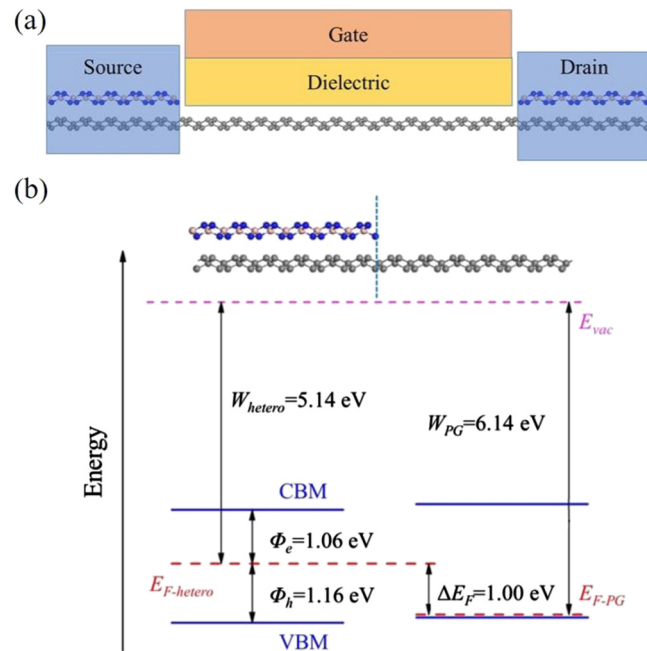 (a)
Gate
Source
Dielectric
Drain
(b)
E_vac
W_hetero=5.14 eV
W_PG=6.14 eV
Energy
CBM
Φ_e=1.06 eV
E_F-hetero
Φ_h=1.16 eV
ΔE_F=1.00 eV
E_F-PG
VBM